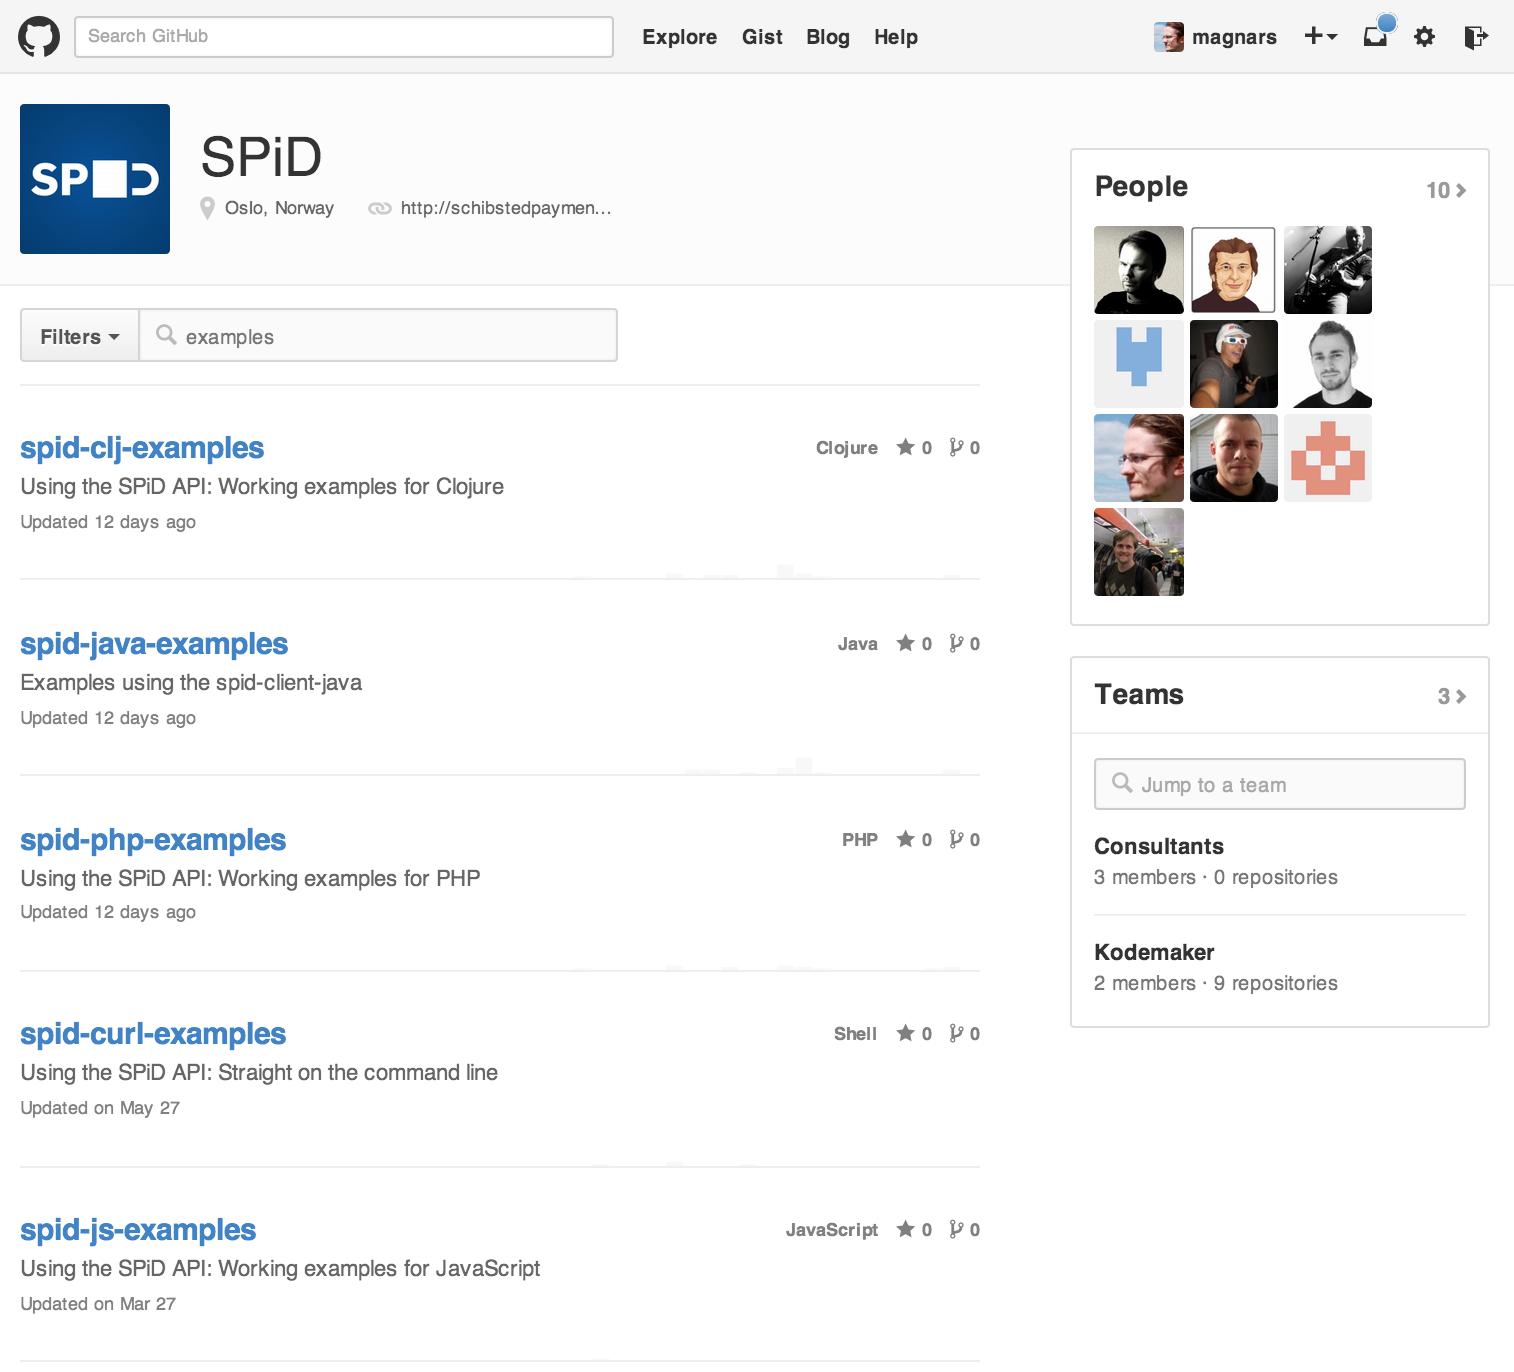 Search GitHub
Explore Gist Blog Help
magnars
SPiD
SPiD
Oslo, Norway
http://schibstedpaymen...
Filters
examples
spid-clj-examples
Clojure 0 0
Using the SPiD API: Working examples for Clojure
Updated 12 days ago
spid-java-examples
Java 0 0
Examples using the spid-client-java
Updated 12 days ago
spid-php-examples
PHP 0 0
Using the SPiD API: Working examples for PHP
Updated 12 days ago
spid-curl-examples
Shell 0 0
Using the SPiD API: Straight on the command line
Updated on May 27
spid-js-examples
JavaScript 0 0
Using the SPiD API: Working examples for JavaScript
Updated on Mar 27
People
10
Teams
3
Jump to a team
Consultants
3 members · 0 repositories
Kodemaker
2 members · 9 repositories